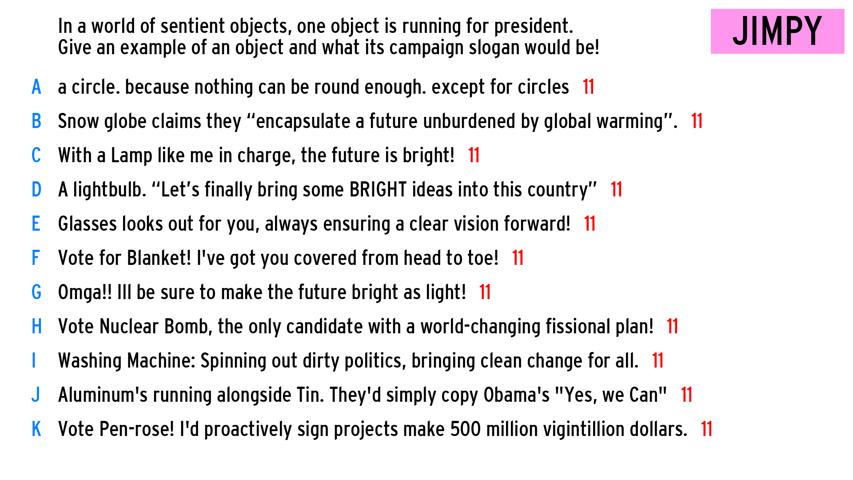 In a world of sentient objects, one object is running for president.
Give an example of an object and what its campaign slogan would be!
JIMPY
A a circle. because nothing can be round enough. except for circles 11
B Snow globe claims they “encapsulate a future unburdened by global warming”. 11
C With a Lamp like me in charge, the future is bright! 11
D A lightbulb. “Let’s finally bring some BRIGHT ideas into this country” 11
E Glasses looks out for you, always ensuring a clear vision forward! 11
F Vote for Blanket! I've got you covered from head to toe! 11
G Omga!! Ill be sure to make the future bright as light! 11
H Vote Nuclear Bomb, the only candidate with a world-changing fissional plan! 11
I Washing Machine: Spinning out dirty politics, bringing clean change for all. 11
J Aluminum's running alongside Tin. They'd simply copy Obama's "Yes, we Can" 11
K Vote Pen-rose! I'd proactively sign projects make 500 million vigintillion dollars. 11